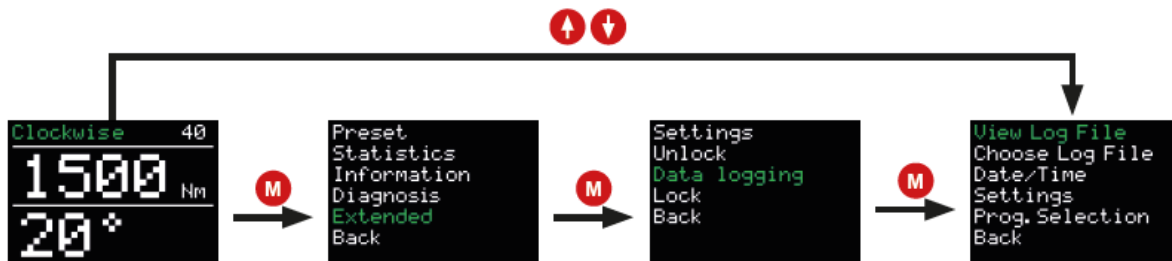 Clockwise 40
1500 Nm
20°
M
Preset
Statistics
Information
Diagnosis
Extended
Back
M
Settings
Unlock
Data logging
Lock
Back
M
View Log File
Choose Log File
Date/Time
Settings
Prog. Selection
Back